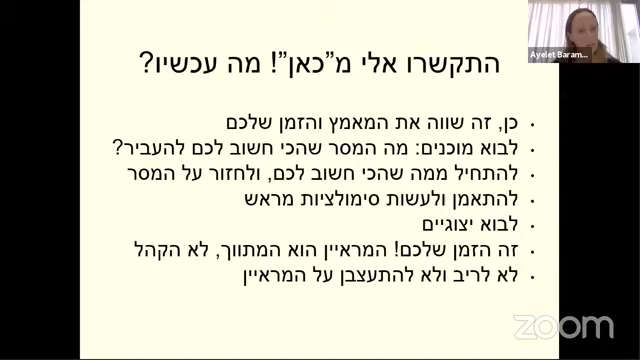 Ayelet Baram...
התקשרו אלי מ"כאן"! מה עכשיו?
כן, זה שווה את המאמץ והזמן שלכם
לבוא מוכנים: מה המסר שהכי חשוב לכם להעביר?
להתחיל ממה שהכי חשוב לכם, ולחזור על המסר
להתאמן ולעשות סימולציות מראש
לבוא יצוגיים
זה הזמן שלכם! המראיין הוא המתווך, לא הקהל
לא לריב ולא להתעצבן על המראיין
zoom